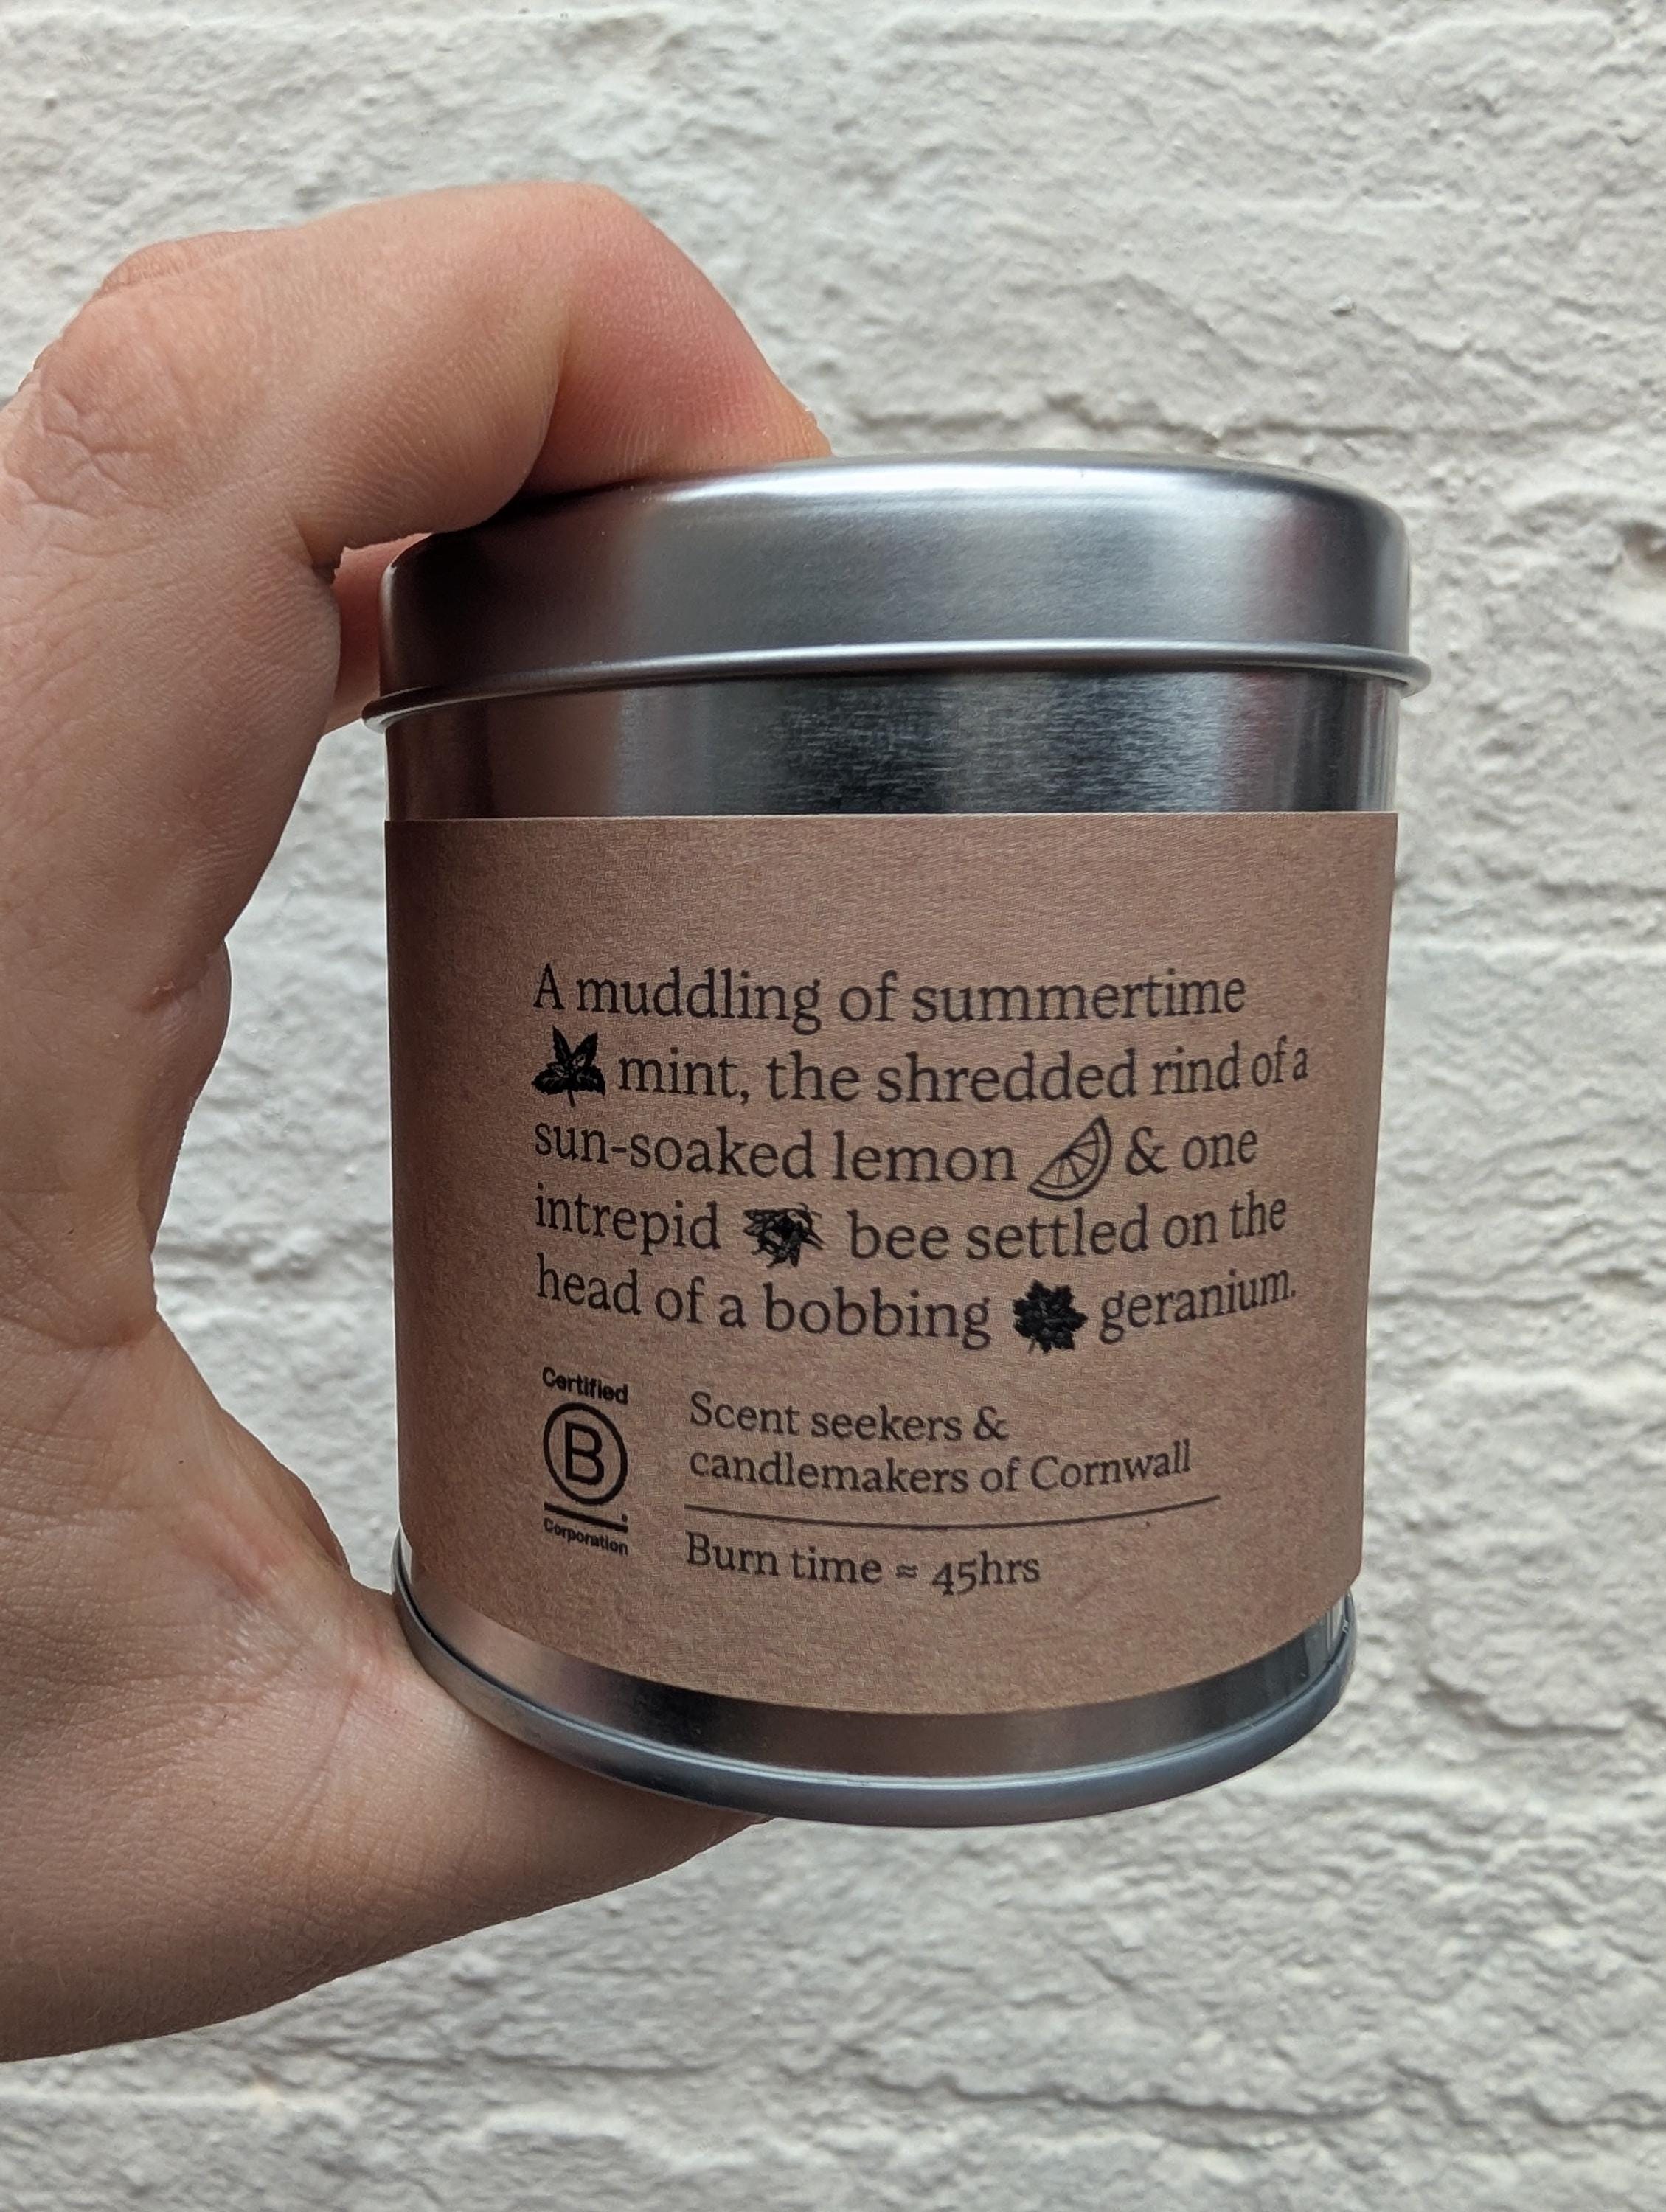 A muddling of summertime
mint, the shredded rind of a
sun-soaked lemon & one
intrepid bee settled on the
head of a bobbing geranium.
Certified
B
Corporation
Scent seekers &
candlemakers of Cornwall
Burn time ≈ 45hrs